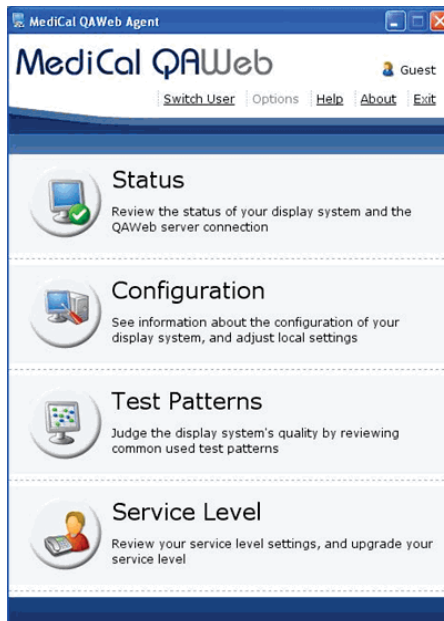 MediCal QAWeb Agent
MediCal QAWeb
Guest
Switch User Options Help About Exit
Status
Review the status of your display system and the
QAWeb server connection
Configuration
See information about the configuration of your
display system, and adjust local settings
Test Patterns
Judge the display system's quality by reviewing
common used test patterns
Service Level
Review your service level settings, and upgrade your
service level